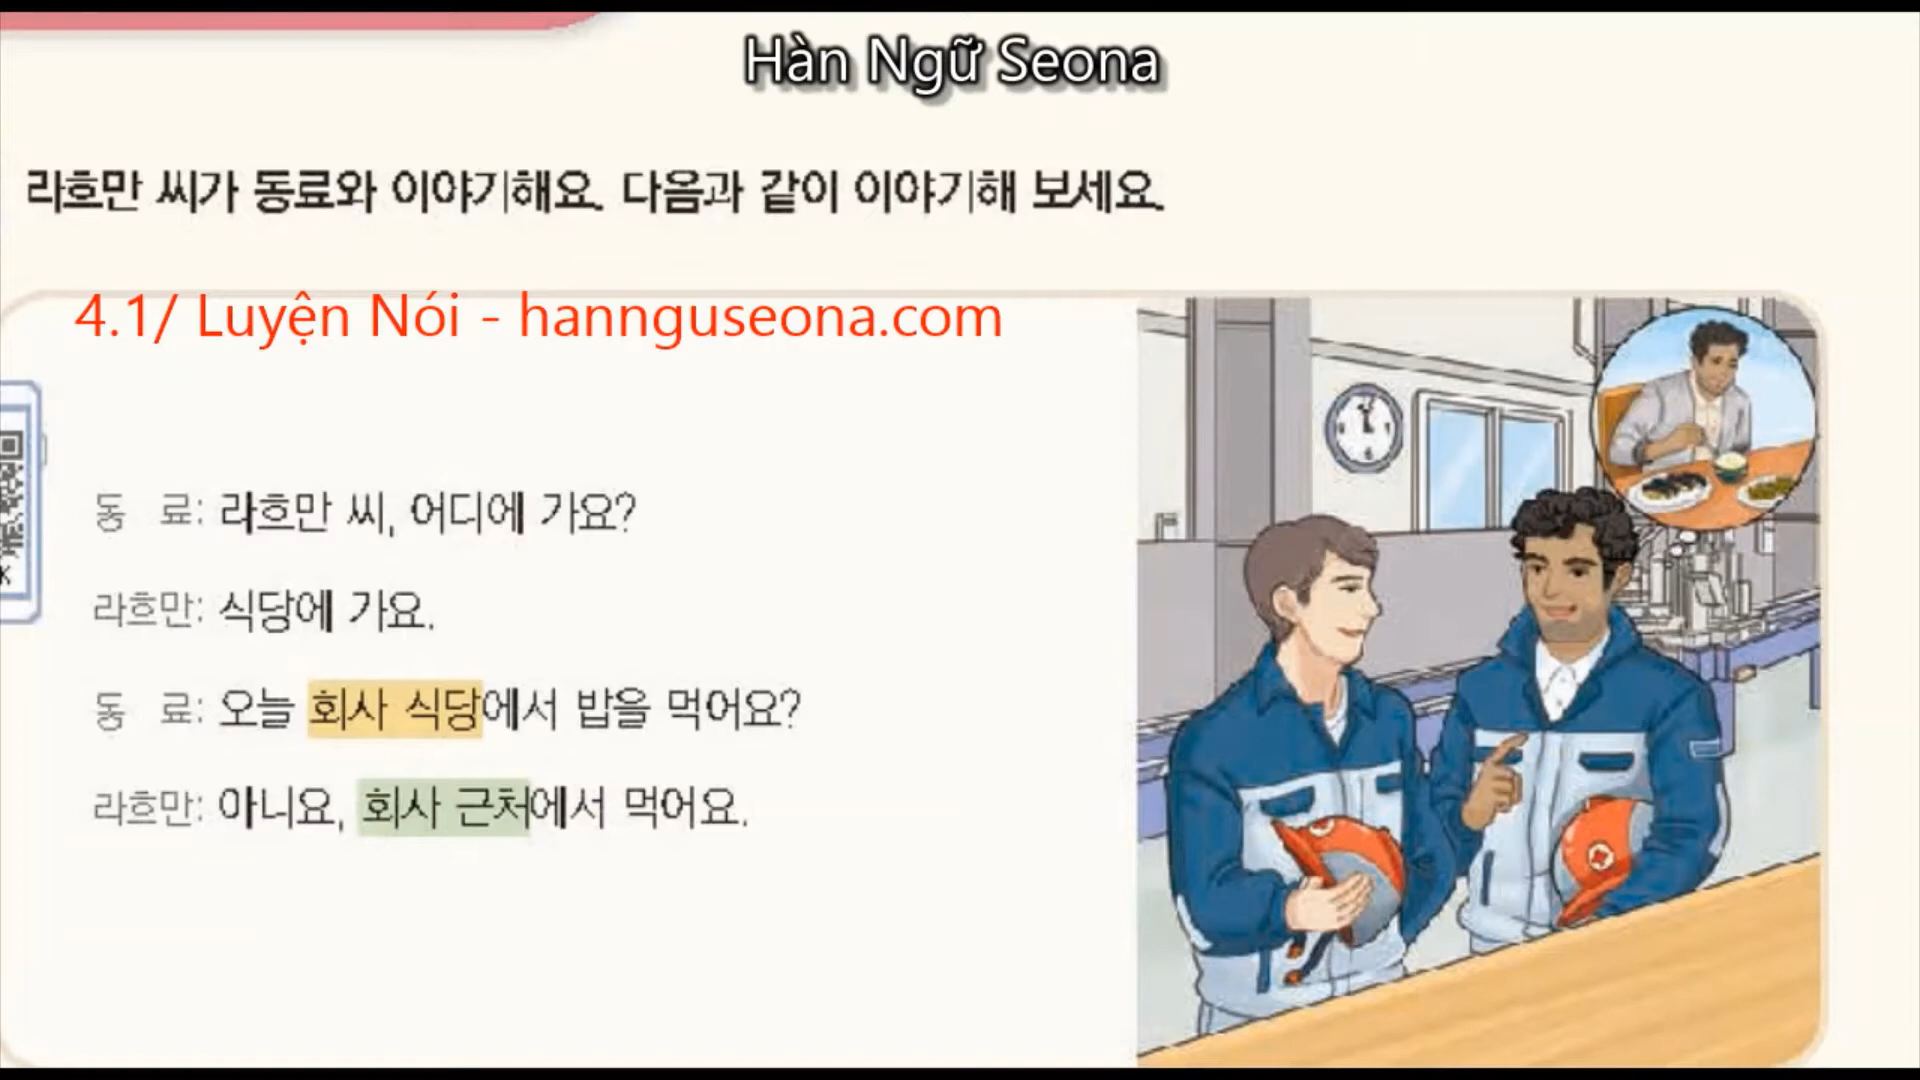 Hàn Ngữ Seona
라흐만 씨가 동료와 이야기해요. 다음과 같이 이야기해 보세요.
4.1/ Luyện Nói - hannguseona.com
동 료: 라흐만 씨, 어디에 가요?
라흐만: 식당에 가요.
동 료: 오늘 회사 식당에서 밥을 먹어요?
라흐만: 아니요, 회사 근처에서 먹어요.